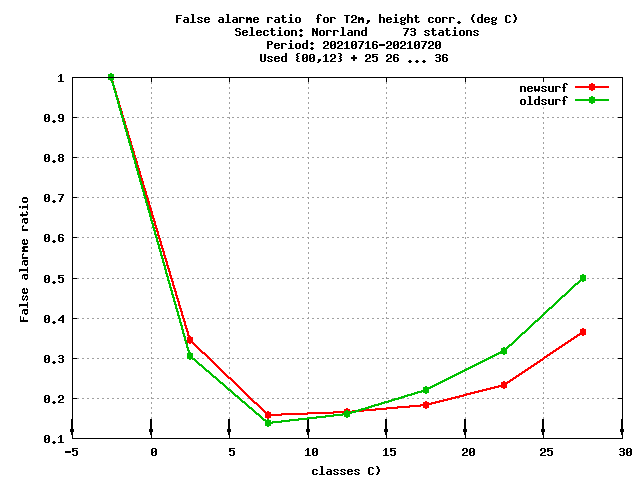 False alarme ratio  for T2m, height corr. (deg C)
Selection: Norrland     73 stations
Period: 20210716-20210720
Used {00,12} + 25 26 ... 36
newsurf
oldsurf
False alarme ratio
1
0.9
0.8
0.7
0.6
0.5
0.4
0.3
0.2
0.1
-5 0 5 10 15 20 25 30
classes C)